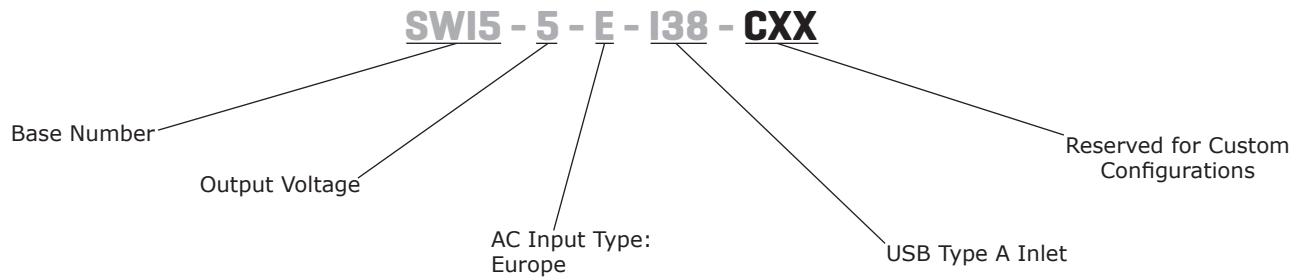 SWI5 - 5 - E - I38 - CXX
Base Number
Output Voltage
AC Input Type:
Europe
USB Type A Inlet
Reserved for Custom
Configurations